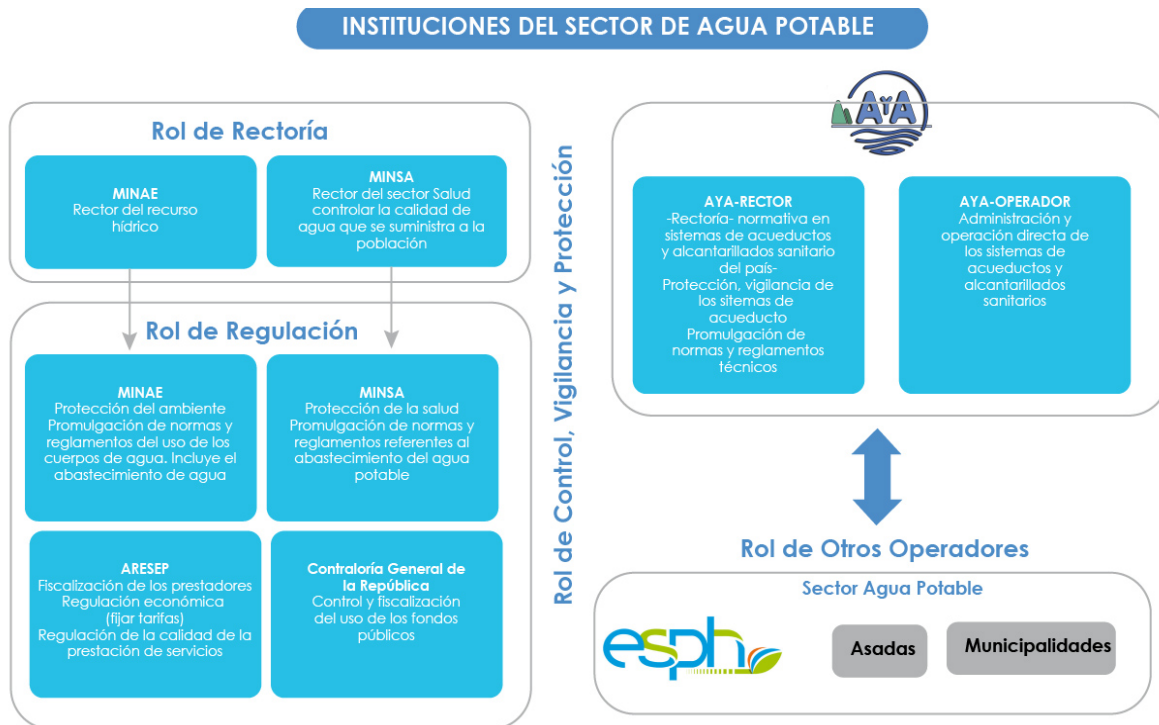 INSTITUCIONES DEL SECTOR DE AGUA POTABLE
Rol de Rectoría
MINAE
Rector del recurso
hídrico
MINSA
Rector del sector Salud
controlar la calidad de
agua que se suministra a la
población
Rol de Regulación
MINAE
Protección del ambiente
Promulgación de normas y
reglamentos del uso de los
cuerpos de agua. Incluye el
abastecimiento de agua
MINSA
Protección de la salud
Promulgación de normas y
reglamentos referentes al
abastecimiento del agua
potable
ARESEP
Fiscalización de los prestadores
Regulación económica
(fijar tarifas)
Regulación de la calidad de la
prestación de servicios
Contraloría General de
la República
Control y fiscalización
del uso de los fondos
públicos
Rol de Control, Vigilancia y Protección
AyA
AYA-RECTOR
-Rectoría- normativa en
sistemas de acueductos
y alcantarillados sanitario
del país-
Protección, vigilancia de
los sitemas de
acueducto
Promulgación de
normas y reglamentos
técnicos
AYA-OPERADOR
Administración y
operación directa de
los sistemas de
acueductos y
alcantarillados
sanitarios
Rol de Otros Operadores
Sector Agua Potable
esph
Asadas
Municipalidades